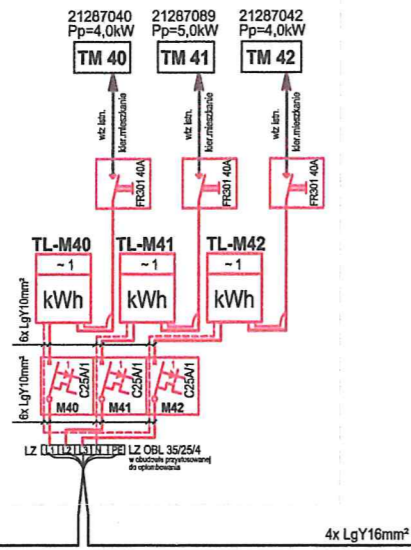 21287040 21287089 21287042
Pp=4,0kW Pp=5,0kW Pp=4,0kW
TM 40 TM 41 TM 42
wlz istn. wlz istn. wlz istn.
kier.mieszkanie kier.mieszkanie kier.mieszkanie
FR301 40A FR301 40A FR301 40A
TL-M40 TL-M41 TL-M42
~ 1 ~ 1 ~ 1
kWh kWh kWh
6x LgY10mm²
C25A/1 C25A/1 C25A/1
6x LgY10mm²
M40 M41 M42
LZ L1 L2 L3 N PE LZ OBL 35/25/4
w obudowie przystosowanej
do oplombowania
4x LgY16mm²